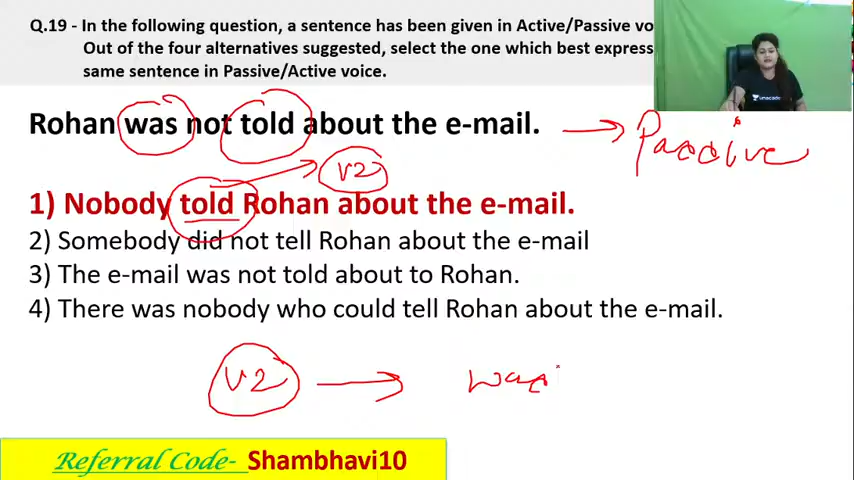 Q.19 - In the following question, a sentence has been given in Active/Passive vo
Out of the four alternatives suggested, select the one which best express
same sentence in Passive/Active voice.
unacademy
Rohan was not told about the e-mail.
Passive
V2
1) Nobody told Rohan about the e-mail.
2) Somebody did not tell Rohan about the e-mail
3) The e-mail was not told about to Rohan.
4) There was nobody who could tell Rohan about the e-mail.
V2
was
Referral Code- Shambhavi10